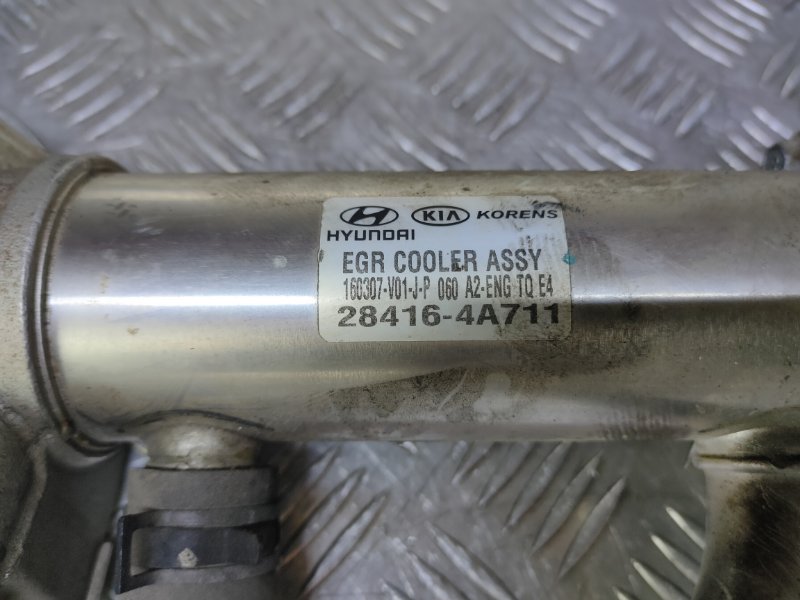 HYUNDAI KIA KORENS
EGR COOLER ASSY
160307-V01-J-P 060 A2-ENG TQ E4
28416-4A711